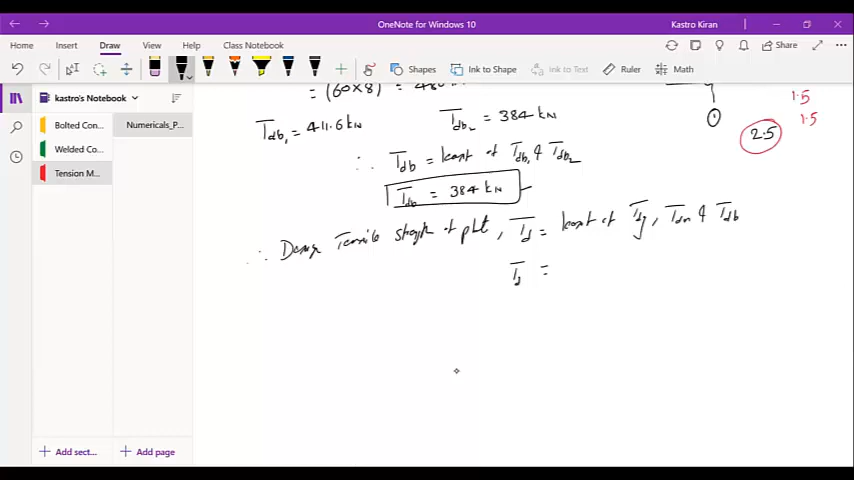 OneNote for Windows 10
Kastro Kiran
Home Insert Draw View Help Class Notebook Share
Shapes Ink to Shape Ink to Text Ruler Math
kastro's Notebook
Bolted Con...
Welded Co...
Tension M...
Numericals_P...
= (60×8) = 480
1.5
1.5
2.5
Tdb1 = 411.6 kN Tdb2 = 384 kN
∴ Tdb = least of Tdb1 & Tdb2
Tdb = 384 kN
∴ Design Tensile strength of plate, Td = least of Tdg, Tdn & Tdb
Td =
+ Add sect...
+ Add page